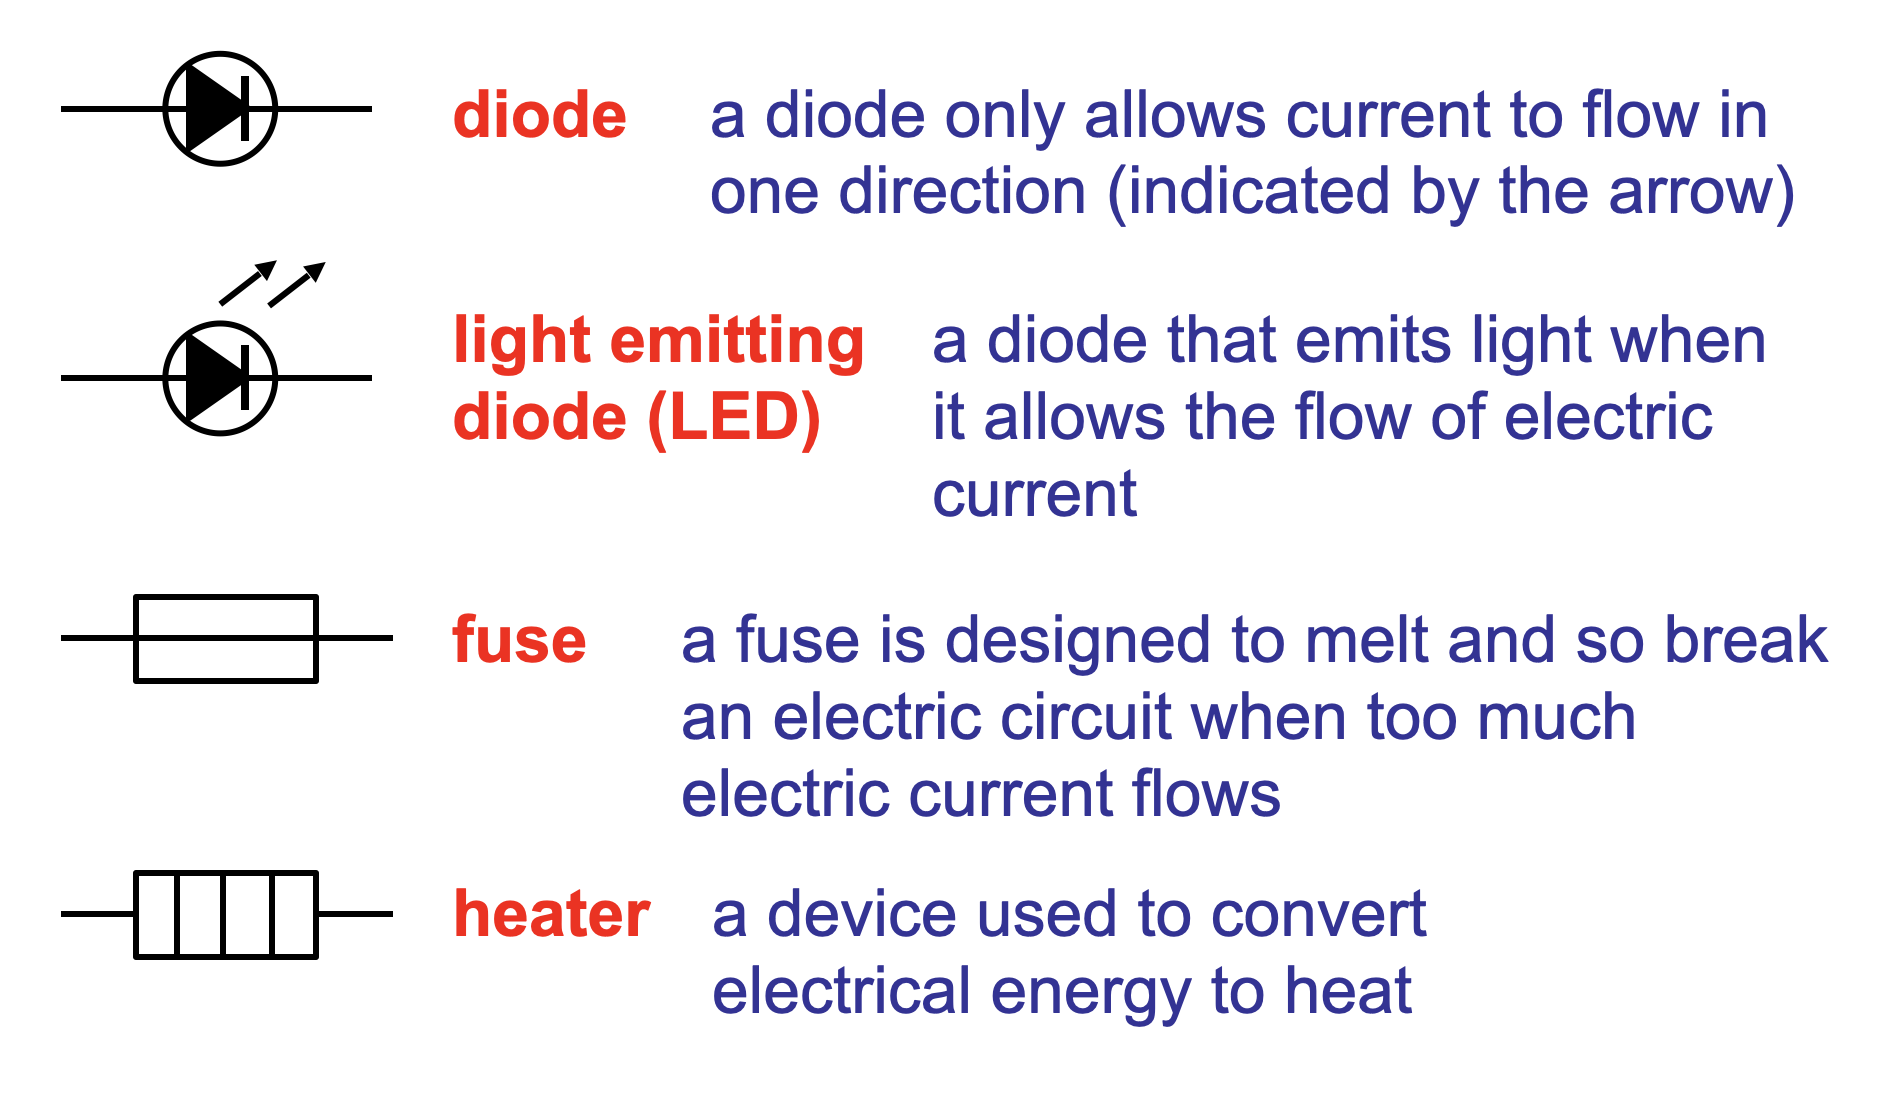 diode a diode only allows current to flow in
one direction (indicated by the arrow)
light emitting a diode that emits light when
diode (LED) it allows the flow of electric
current
fuse a fuse is designed to melt and so break
an electric circuit when too much
electric current flows
heater a device used to convert
electrical energy to heat